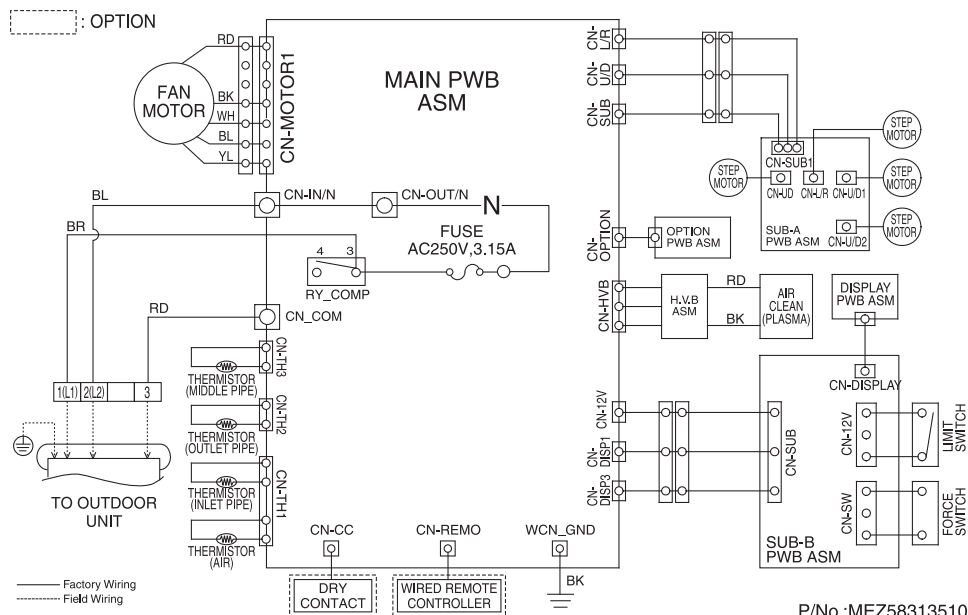 : OPTION
RD
BK
WH
BL
YL
FAN
MOTOR
CN-MOTOR1
MAIN PWB
ASM
CN-
L/R
CN-
U/D
CN-
SUB
STEP
MOTOR
CN-SUB1
STEP
MOTOR
CN-UD
CN-L/R
CN-U/D1
STEP
MOTOR
SUB-A
PWB ASM
CN-U/D2
STEP
MOTOR
BL
CN-IN/N
CN-OUT/N
N
BR
FUSE
AC250V,3.15A
4
3
RY_COMP
CN-
OPTION
OPTION
PWB ASM
CN-HVB
H.V.B
ASM
RD
BK
AIR
CLEAN
(PLASMA)
DISPLAY
PWB ASM
RD
CN_COM
CN-TH3
THERMISTOR
(MIDDLE PIPE)
CN-TH2
THERMISTOR
(OUTLET PIPE)
CN-TH1
THERMISTOR
(INLET PIPE)
THERMISTOR
(AIR)
1(L1)
2(L2)
3
TO OUTDOOR
UNIT
CN-12V
CN-
DISP1
CN-
DISP3
CN-SUB
CN-DISPLAY
CN-12V
LIMIT
SWITCH
CN-SW
FORCE
SWITCH
SUB-B
PWB ASM
CN-CC
CN-REMO
WCN_GND
BK
DRY
CONTACT
WIRED REMOTE
CONTROLLER
Factory Wiring
Field Wiring
P/No :MEZ58313510